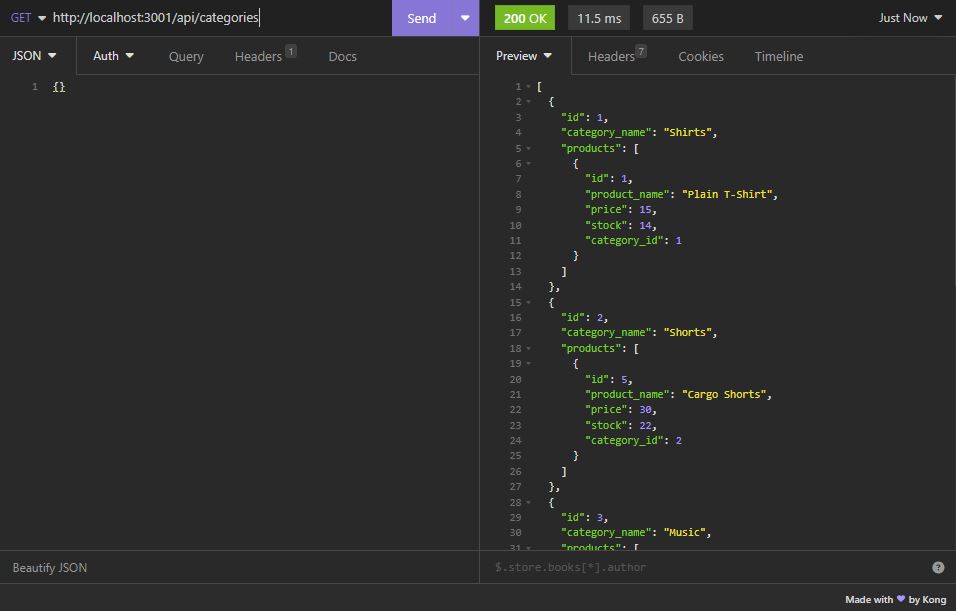 GET http://localhost:3001/api/categories Send 200 OK 11.5 ms 655 B Just Now
JSON Auth Query Headers 1 Docs Preview Headers 7 Cookies Timeline
1 {}
1 [
2 {
3 "id": 1,
4 "category_name": "Shirts",
5 "products": [
6 {
7 "id": 1,
8 "product_name": "Plain T-Shirt",
9 "price": 15,
10 "stock": 14,
11 "category_id": 1
12 }
13 ]
14 },
15 {
16 "id": 2,
17 "category_name": "Shorts",
18 "products": [
19 {
20 "id": 5,
21 "product_name": "Cargo Shorts",
22 "price": 30,
23 "stock": 22,
24 "category_id": 2
25 }
26 ]
27 },
28 {
29 "id": 3,
30 "category_name": "Music",
31 "products": [
Beautify JSON $.store.books[*].author ?
Made with ❤ by Kong